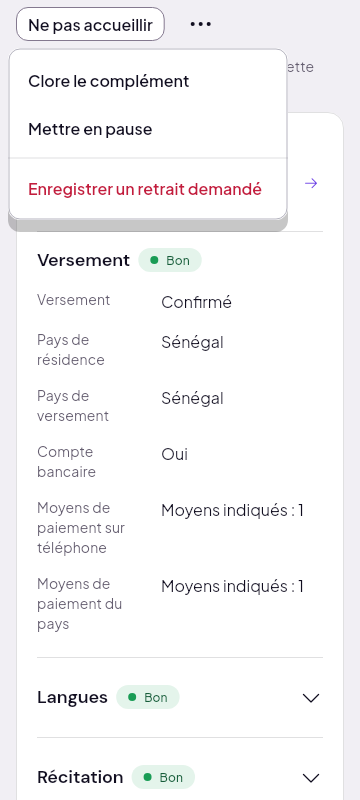 Ne pas accueillir
Clore le complément
Mettre en pause
Enregistrer un retrait demandé
Versement Bon
Versement Confirmé
Pays de
résidence
Sénégal
Pays de
versement
Sénégal
Compte
bancaire
Oui
Moyens de
paiement sur
téléphone
Moyens indiqués : 1
Moyens de
paiement du
pays
Moyens indiqués : 1
Langues Bon
Récitation Bon